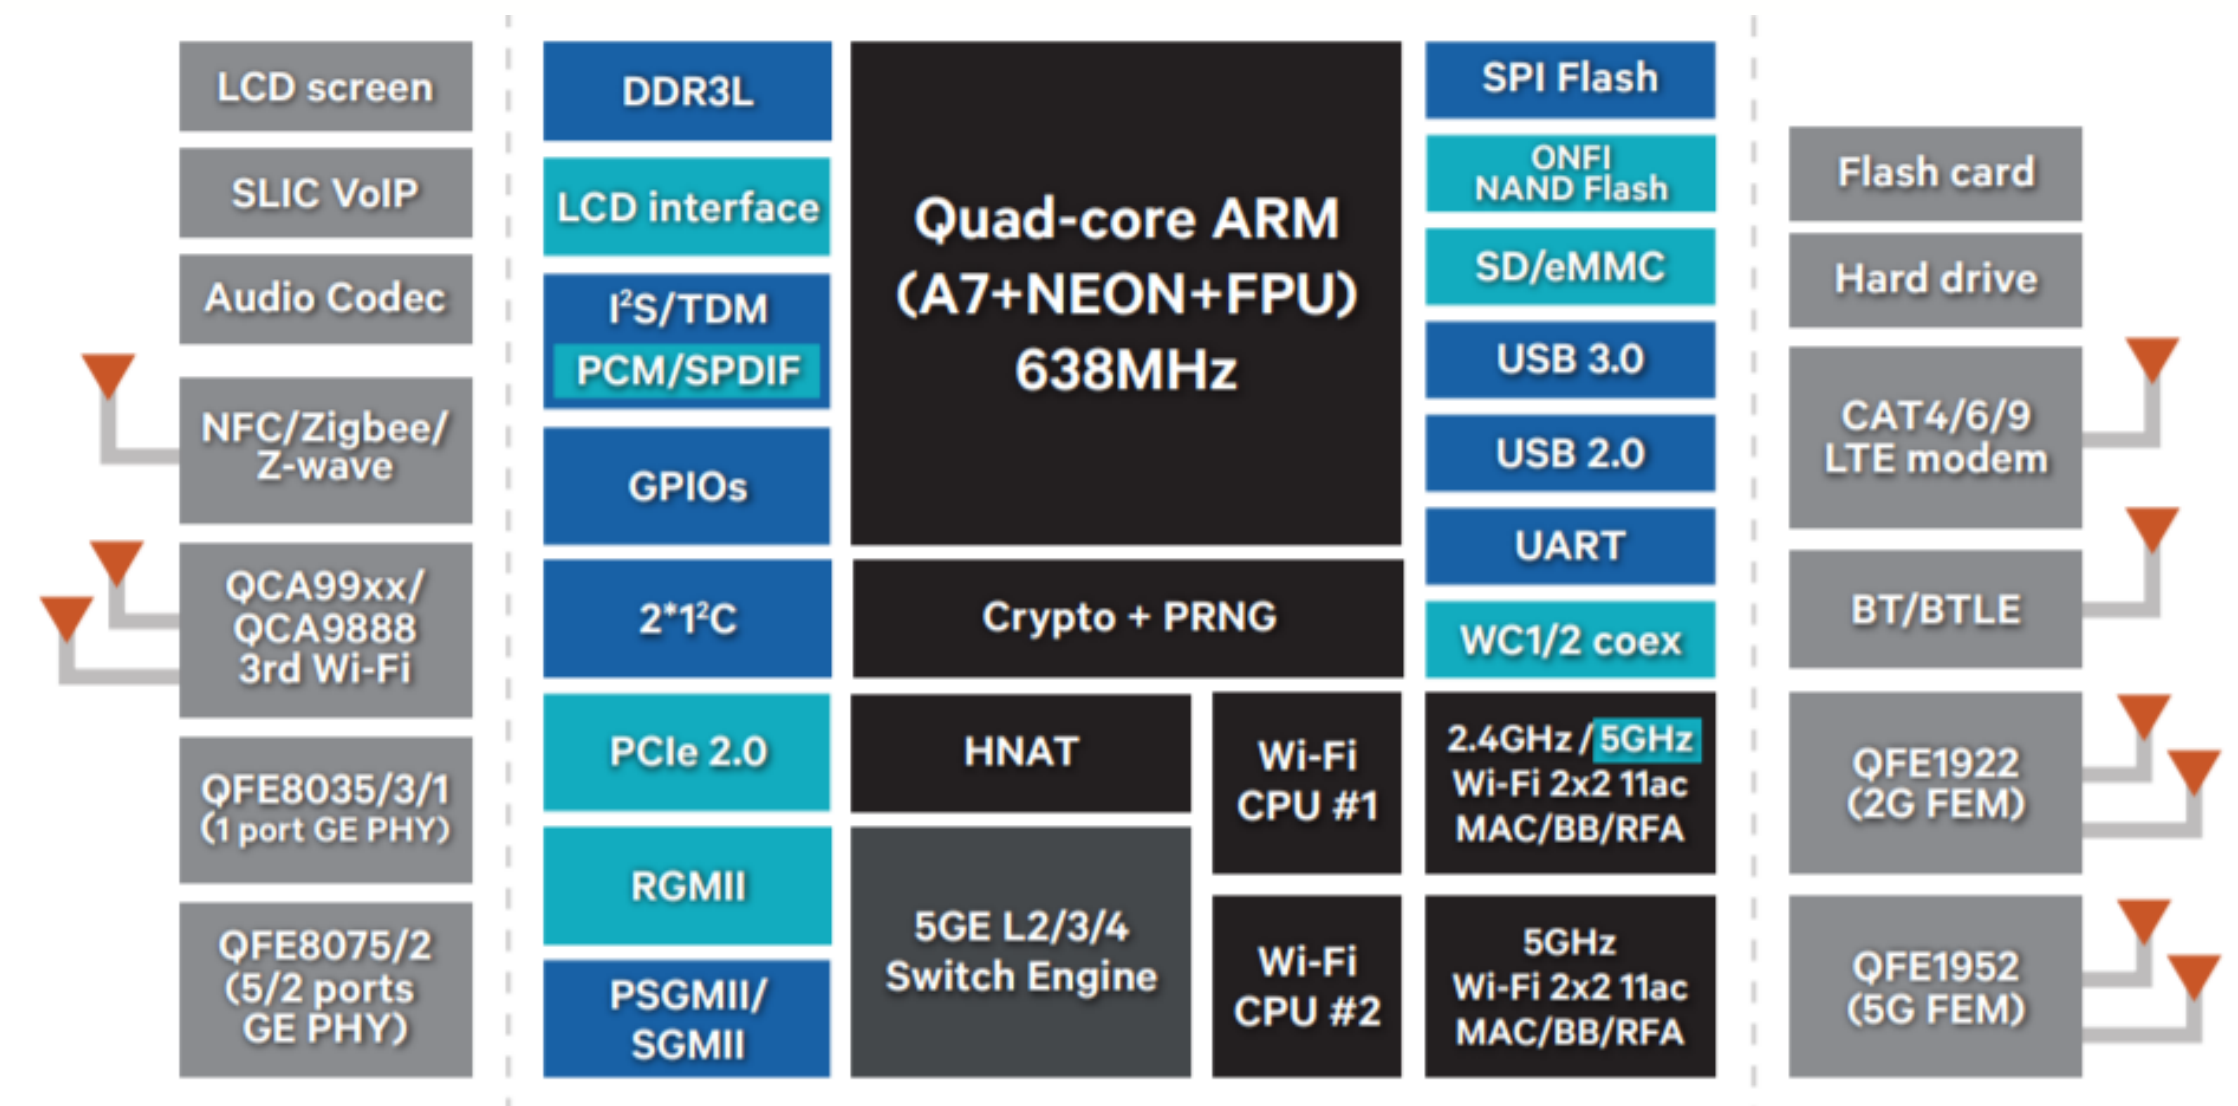 LCD screen
SLIC VoIP
Audio Codec
NFC/Zigbee/
Z-wave
QCA99xx/
QCA9888
3rd Wi-Fi
QFE8035/3/1
(1 port GE PHY)
QFE8075/2
(5/2 ports
GE PHY)
DDR3L
LCD interface
I²S/TDM
PCM/SPDIF
GPIOs
2*1²C
PCIe 2.0
RGMII
PSGMII/
SGMII
Quad-core ARM
(A7+NEON+FPU)
638MHz
Crypto + PRNG
HNAT
5GE L2/3/4
Switch Engine
Wi-Fi
CPU #1
Wi-Fi
CPU #2
SPI Flash
ONFI
NAND Flash
SD/eMMC
USB 3.0
USB 2.0
UART
WC1/2 coex
2.4GHz/5GHz
Wi-Fi 2x2 11ac
MAC/BB/RFA
5GHz
Wi-Fi 2x2 11ac
MAC/BB/RFA
Flash card
Hard drive
CAT4/6/9
LTE modem
BT/BTLE
QFE1922
(2G FEM)
QFE1952
(5G FEM)